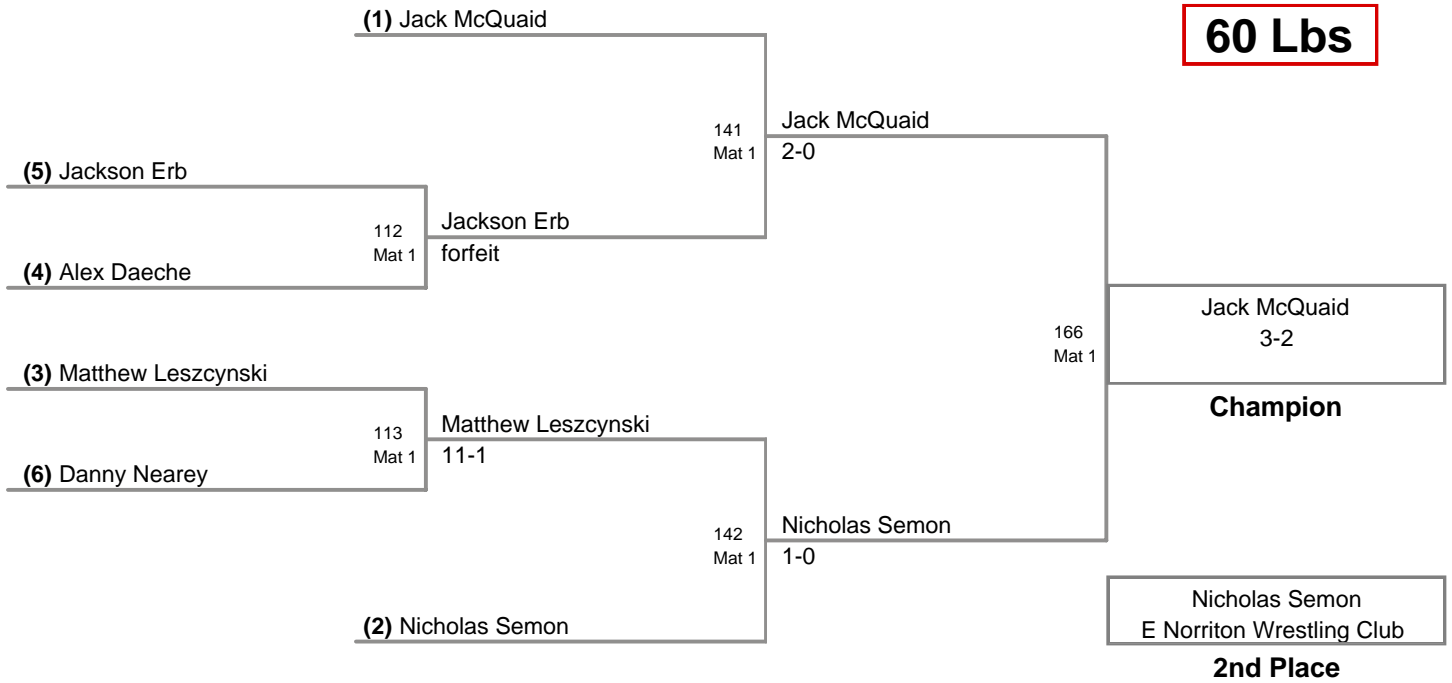 (1) Jack McQuaid
60 Lbs
141
Mat 1
Jack McQuaid
2-0
(5) Jackson Erb
112
Mat 1
Jackson Erb
forfeit
(4) Alex Daeche
166
Mat 1
Jack McQuaid
3-2
Champion
(3) Matthew Leszcynski
113
Mat 1
Matthew Leszcynski
11-1
(6) Danny Nearey
142
Mat 1
Nicholas Semon
1-0
(2) Nicholas Semon
Nicholas Semon
E Norriton Wrestling Club
2nd Place